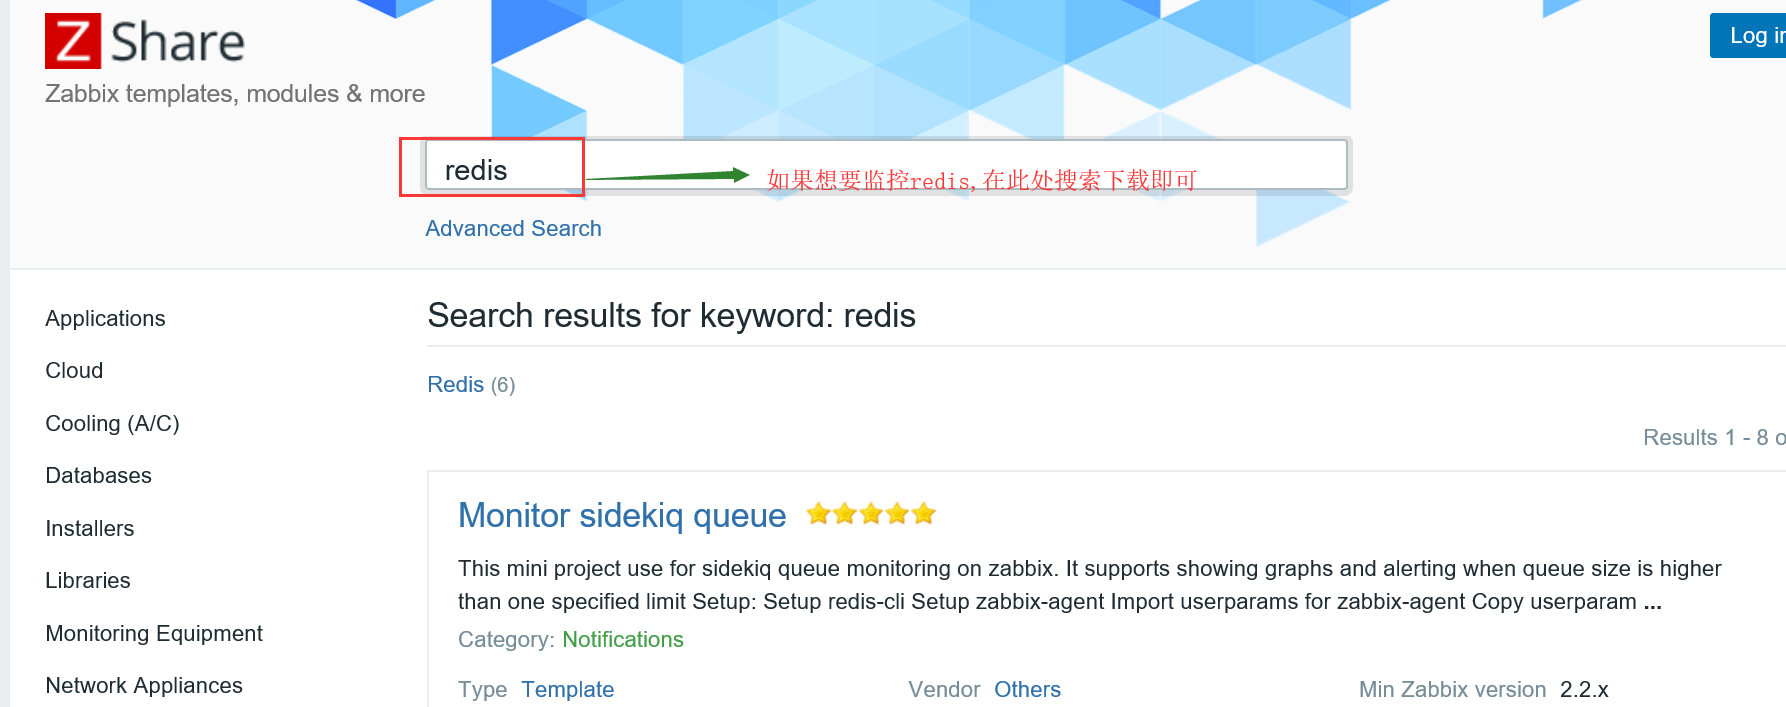 Z Share
Log in
Zabbix templates, modules & more
redis
如果想要监控redis,在此处搜索下载即可
Advanced Search
Applications
Cloud
Cooling (A/C)
Databases
Installers
Libraries
Monitoring Equipment
Network Appliances
Search results for keyword: redis
Redis (6)
Results 1 - 8 o
Monitor sidekiq queue
This mini project use for sidekiq queue monitoring on zabbix. It supports showing graphs and alerting when queue size is higher
than one specified limit Setup: Setup redis-cli Setup zabbix-agent Import userparams for zabbix-agent Copy userparam ...
Category: Notifications
Type Template Vendor Others Min Zabbix version 2.2.x